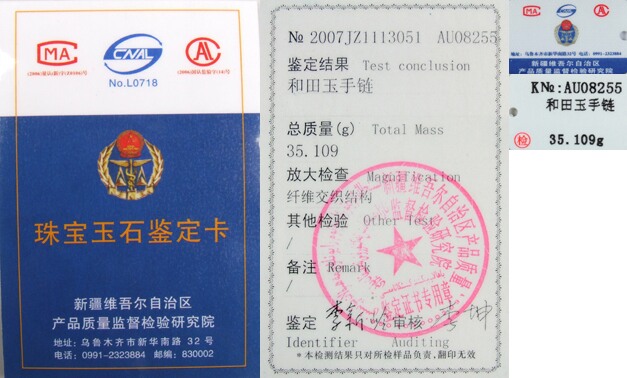 MA
CNAL
AL
No.L0718
珠宝玉石鉴定卡
新疆维吾尔自治区
产品质量监督检验研究院
地址:乌鲁木齐市新华南路 32 号
电话:0991-2323884 邮编:830002
№ 2007JZ1113051 AU08255
鉴定结果 Test conclusion
和田玉手链
总质量(g) Total Mass
35.109
放大检查 Magnification
纤维交织结构
其他检验 Other Tests
/
备注 Remark
/
鉴定 审核
Identifier Auditing
*本检测结果只对所检样品负责,翻印无效
新疆维吾尔自治区
产品质量监督检验研究院
K№:AU08255
和田玉手链
检 35.109g